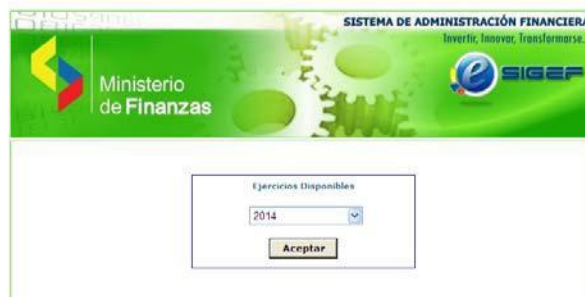 SISTEMA DE ADMINISTRACIÓN FINANCIERA
Invertir, Innovar, Transformarse.
Ministerio
de Finanzas
e SIGEF
Ejercicios Disponibles
2014
Aceptar